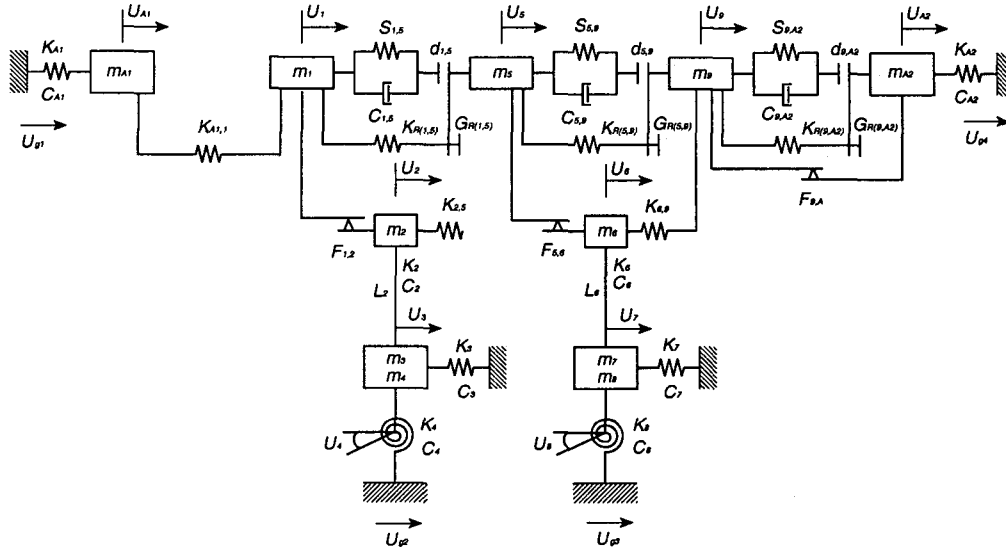 U_A1 U_1 U_5 U_9 U_A2
S_1,5 S_5,9 S_9,A2
K_A1 d_1,5 d_5,9 d_9,A2 K_A2
m_A1 m_1 m_5 m_9 m_A2
C_A1 C_1,5 C_5,9 C_9,A2 C_A2
U_g1 K_A1,1 K_R(1,5) G_R(1,5) K_R(5,9) G_R(5,9) K_R(9,A2) G_R(9,A2) U_g4
U_2 U_6
F_9,A
K_2,5 K_6,9
m_2 m_6
F_1,2 F_5,6
K_2 K_6
C_2 C_6
L_2 L_6
U_3 U_7
K_3 K_7
m_3 m_7
m_4 m_8
C_3 C_7
K_4 K_8
U_4 C_4 U_8 C_8
U_g2 U_g3